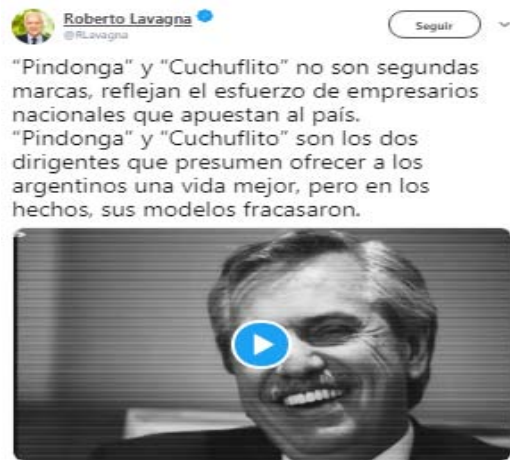 Roberto Lavagna
@RLavagna
Seguir
“Pindonga” y “Cuchuflito” no son segundas
marcas, reflejan el esfuerzo de empresarios
nacionales que apuestan al país.
“Pindonga” y “Cuchuflito” son los dos
dirigentes que presumen ofrecer a los
argentinos una vida mejor, pero en los
hechos, sus modelos fracasaron.